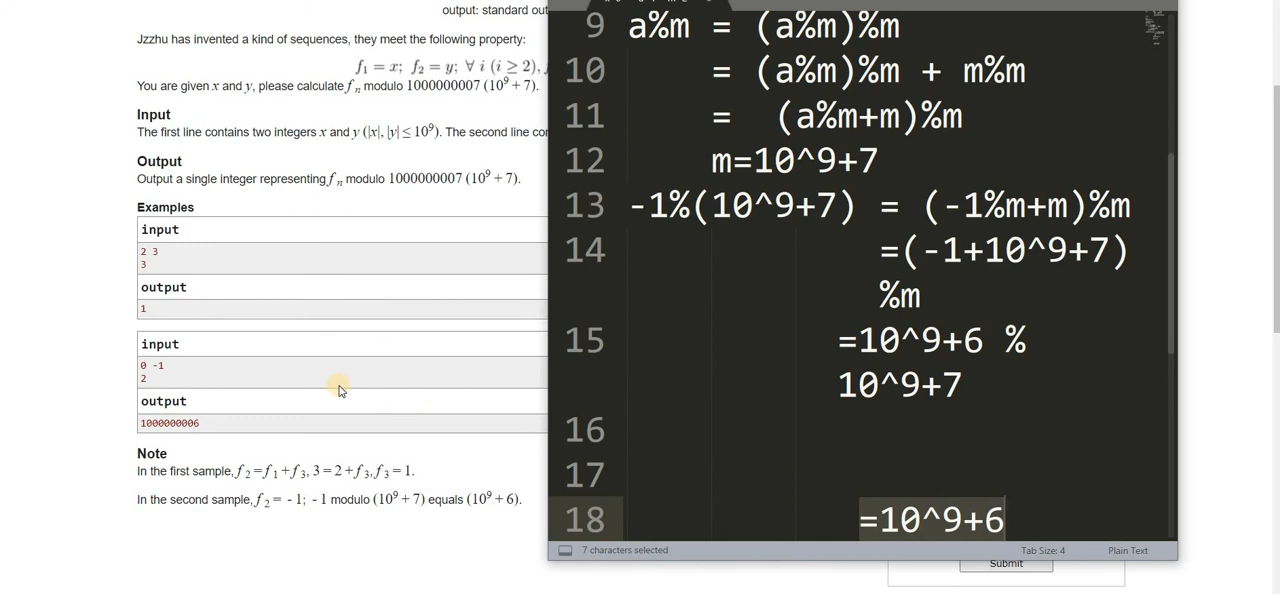 output: standard out
Jzzhu has invented a kind of sequences, they meet the following property:
f1 = x; f2 = y; ∀ i (i ≥ 2),
You are given x and y, please calculate fn modulo 1000000007 (10^9 + 7).
Input
The first line contains two integers x and y (|x|, |y| ≤ 10^9). The second line con
Output
Output a single integer representing fn modulo 1000000007 (10^9 + 7).
Examples
input
2 3
3
output
1
input
0 -1
2
output
1000000006
Note
In the first sample, f2 = f1 + f3, 3 = 2 + f3, f3 = 1.
In the second sample, f2 = - 1; - 1 modulo (10^9 + 7) equals (10^9 + 6).
9 a%m = (a%m)%m
10 = (a%m)%m + m%m
11 = (a%m+m)%m
12 m=10^9+7
13 -1%(10^9+7) = (-1%m+m)%m
14 =(-1+10^9+7)
%m
15 =10^9+6 %
10^9+7
16
17
18 =10^9+6
7 characters selected
Tab Size: 4
Plain Text
Submit